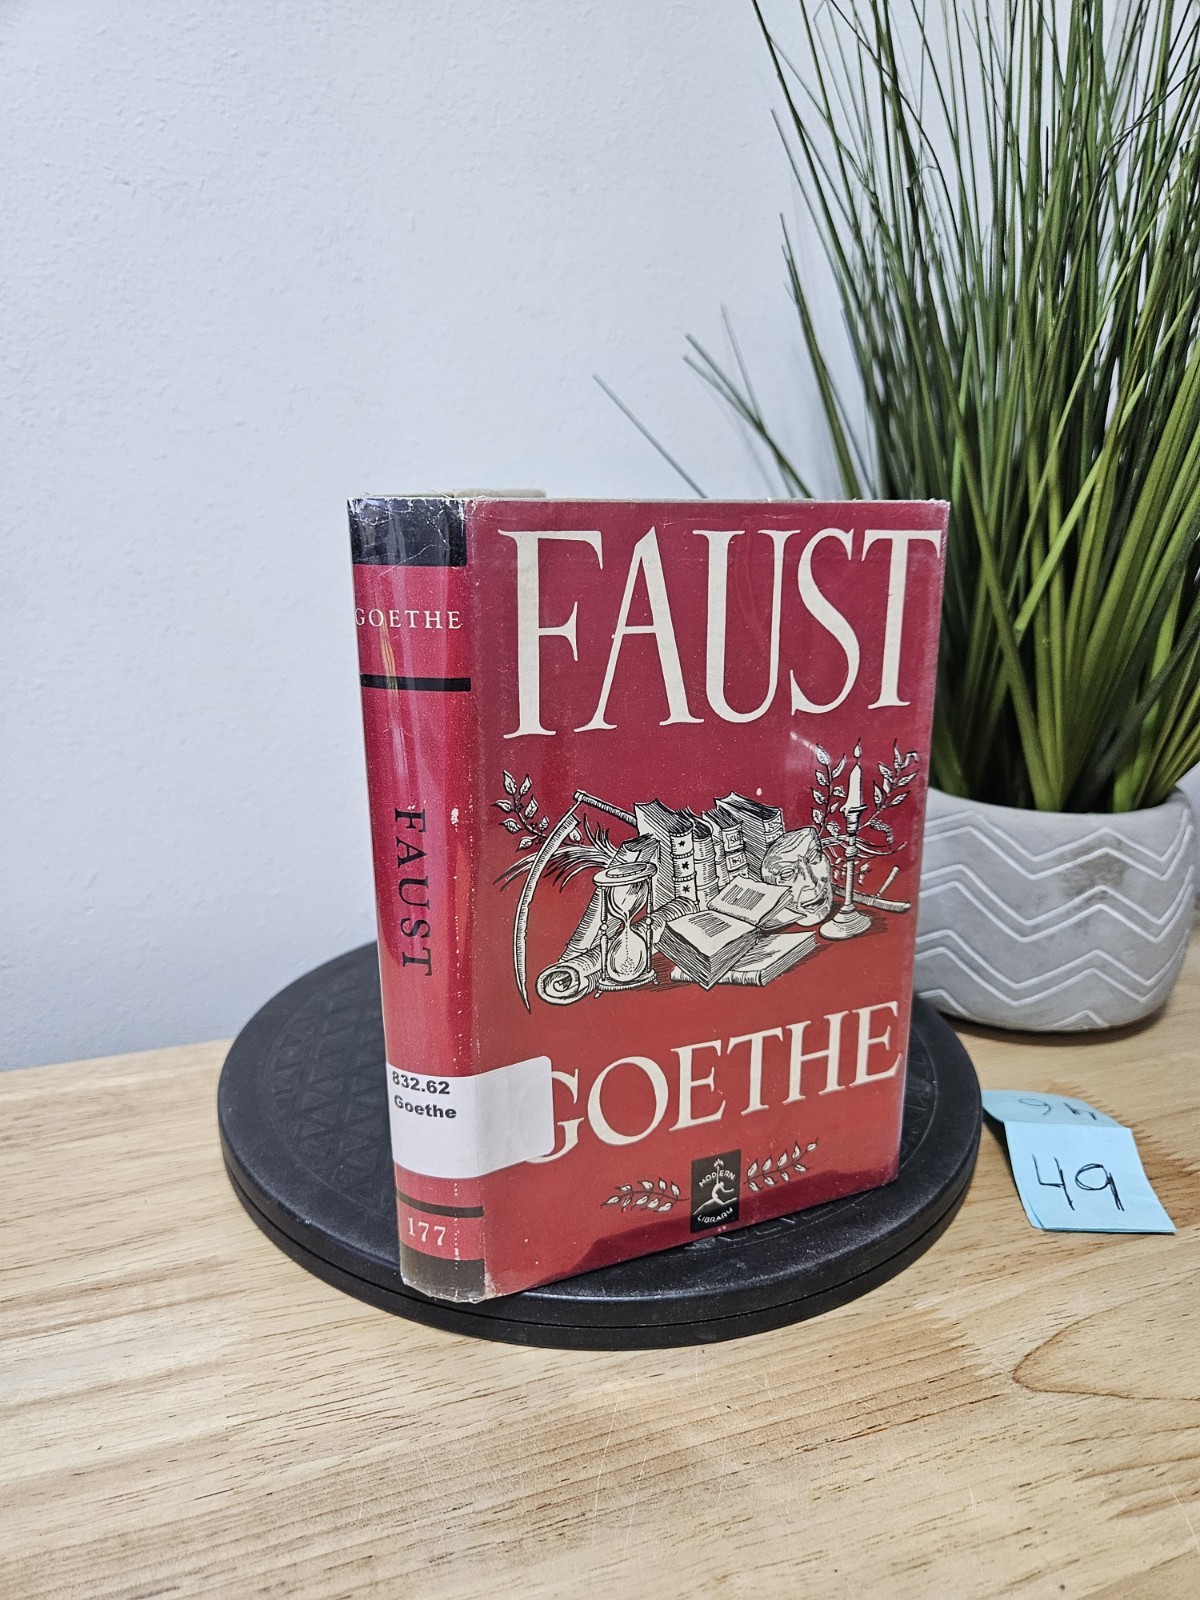 GOETHE
FAUST
832.62
Goethe
177
FAUST
GOETHE
MODERN
LIBRARY
49